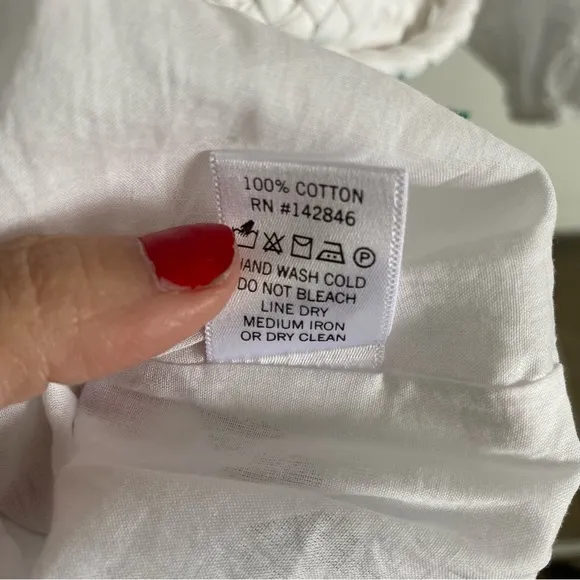 100% COTTON
RN #142846
P
HAND WASH COLD
DO NOT BLEACH
LINE DRY
MEDIUM IRON
OR DRY CLEAN